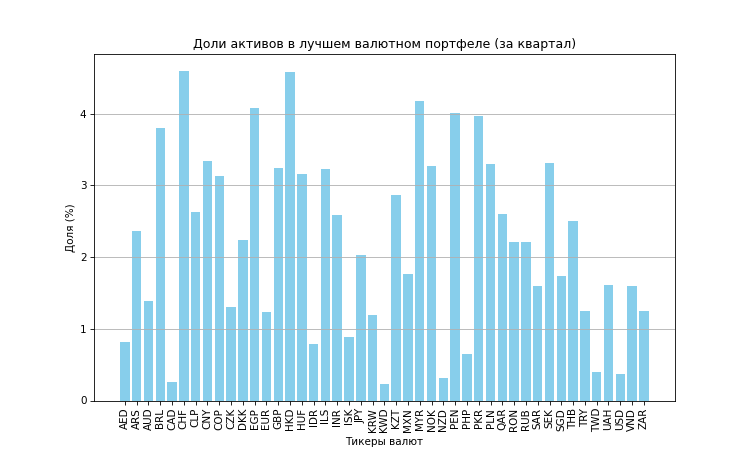 Доли активов в лучшем валютном портфеле (за квартал)
Доля (%)
4
3
2
1
0
AED
ARS
AUD
BRL
CAD
CHF
CLP
CNY
COP
CZK
DKK
EGP
EUR
GBP
HKD
HUF
IDR
ILS
INR
ISK
JPY
KRW
KWD
KZT
MXN
MYR
NOK
NZD
PEN
PHP
PKR
PLN
QAR
RON
RUB
SAR
SEK
SGD
THB
TRY
TWD
UAH
USD
VND
ZAR
Тикеры валют